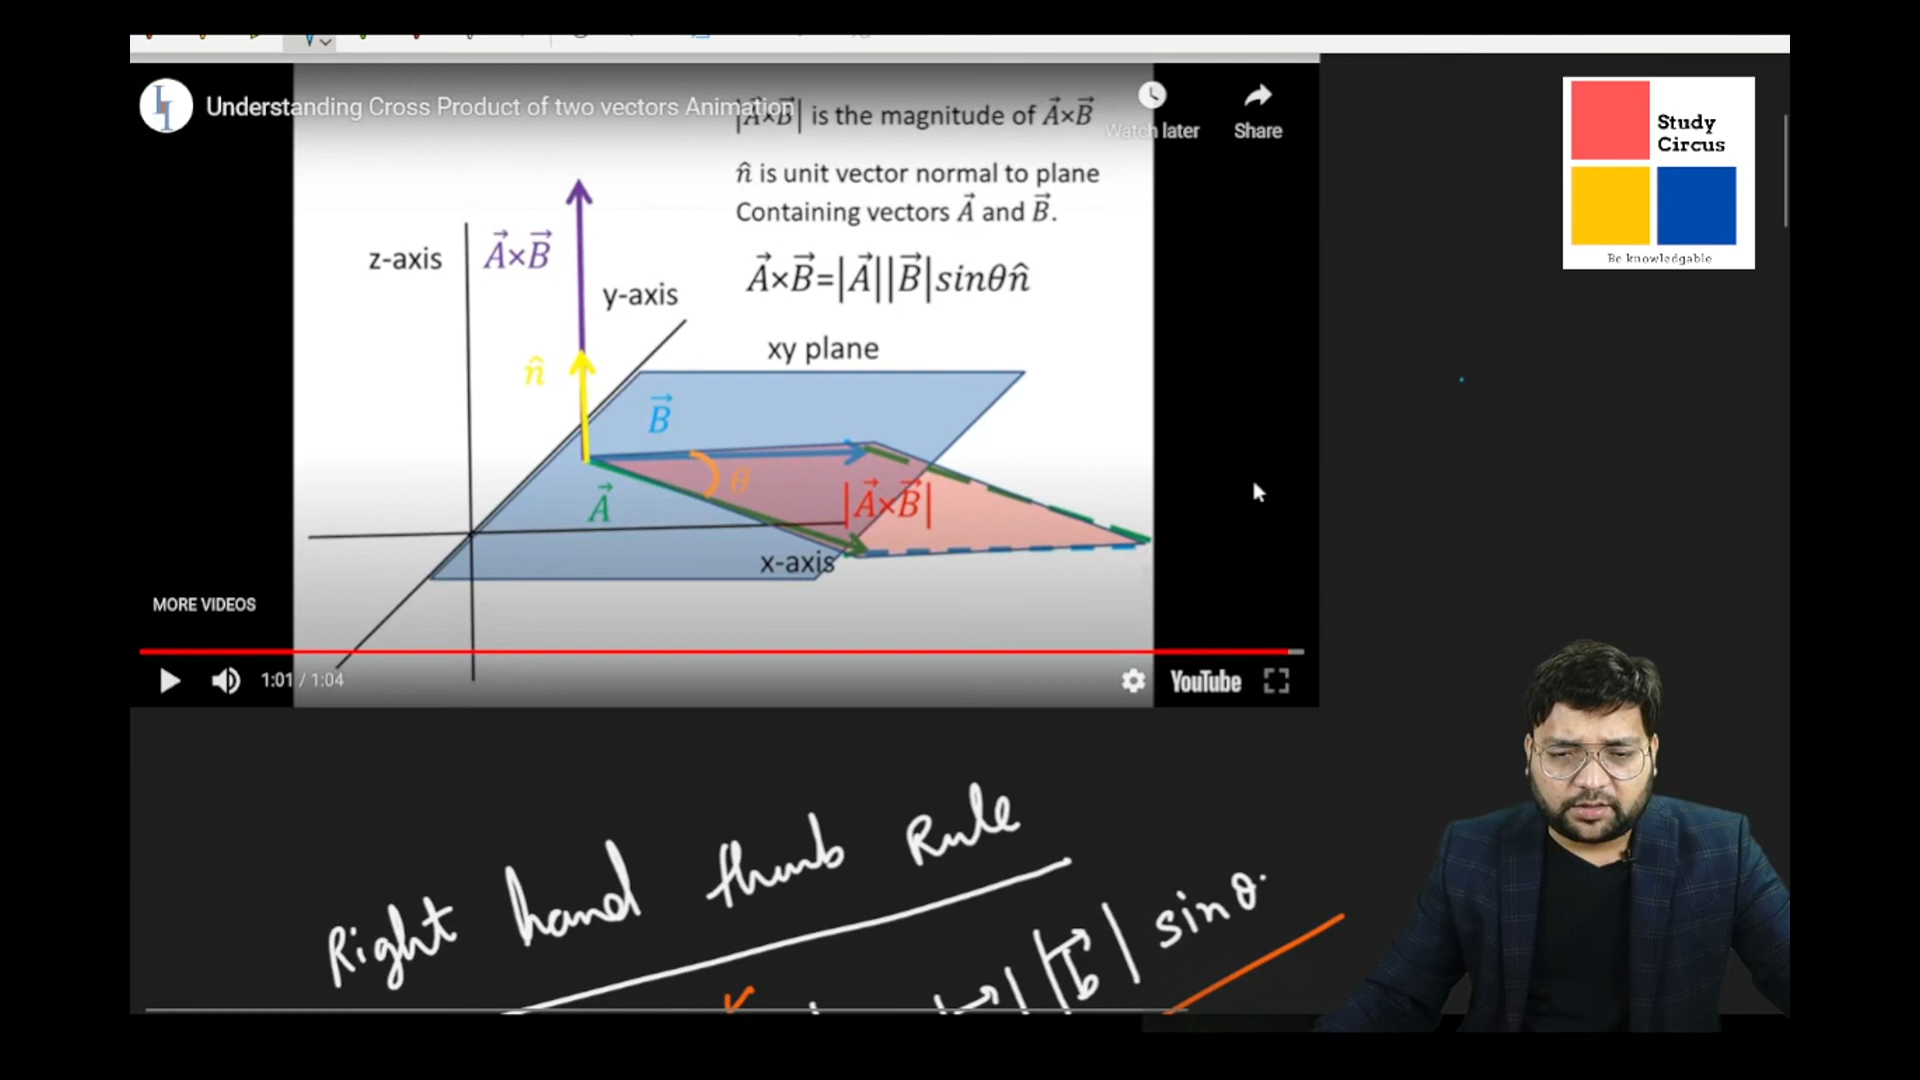 Understanding Cross Product of two vectors Animation
|A⃗×B⃗| is the magnitude of A⃗×B⃗
Watch later
Share
n̂ is unit vector normal to plane
Containing vectors A⃗ and B⃗.
A⃗×B⃗=|A⃗||B⃗|sinθn̂
z-axis
A⃗×B⃗
y-axis
xy plane
n̂
B⃗
θ
A⃗
|A⃗×B⃗|
x-axis
MORE VIDEOS
1:01 / 1:04
YouTube
Study
Circus
Be knowledgable
Right hand thumb Rule
|b⃗| sinθ